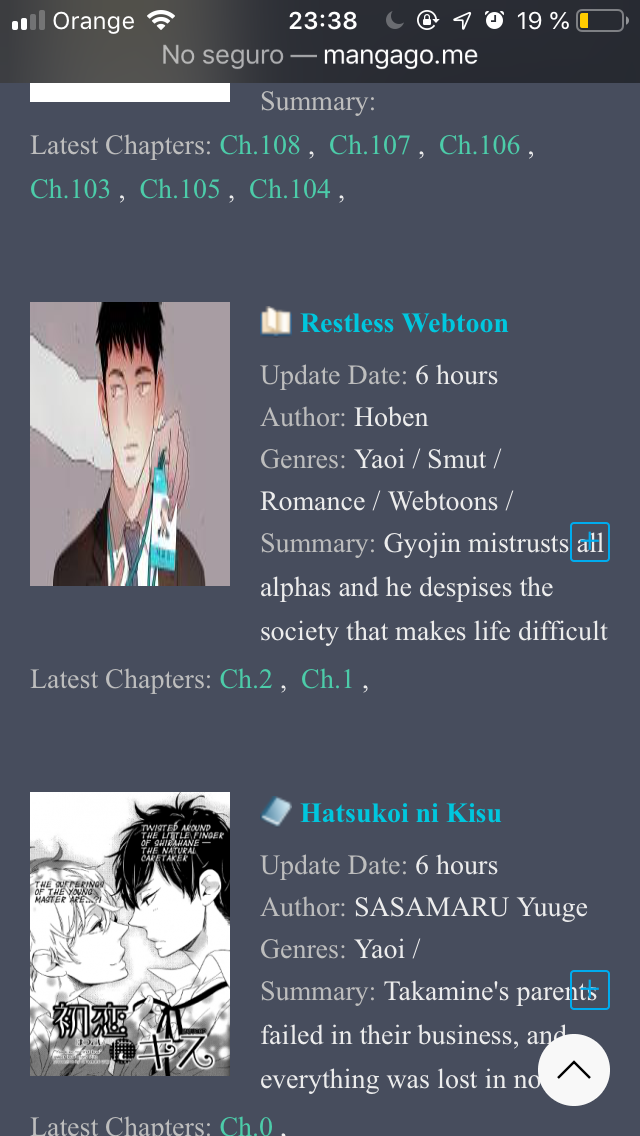 Orange 23:38 19 %
No seguro — mangago.me
Summary:
Latest Chapters: Ch.108 , Ch.107 , Ch.106 ,
Ch.103 , Ch.105 , Ch.104 ,
Restless Webtoon
Update Date: 6 hours
Author: Hoben
Genres: Yaoi / Smut /
Romance / Webtoons /
Summary: Gyojin mistrusts all
alphas and he despises the
society that makes life difficult
Latest Chapters: Ch.2 , Ch.1 ,
TWISTED AROUND
THE LITTLE FINGER
OF SHIRAHANE —
THE NATURAL
CARETAKER
THE SUFFERINGS
OF THE YOUNG
MASTER ARE...?!
初恋
にキス
Hatsukoi ni Kisu
Update Date: 6 hours
Author: SASAMARU Yuuge
Genres: Yaoi /
Summary: Takamine's parents
failed in their business, and
everything was lost in no
Latest Chapters: Ch.0 ,